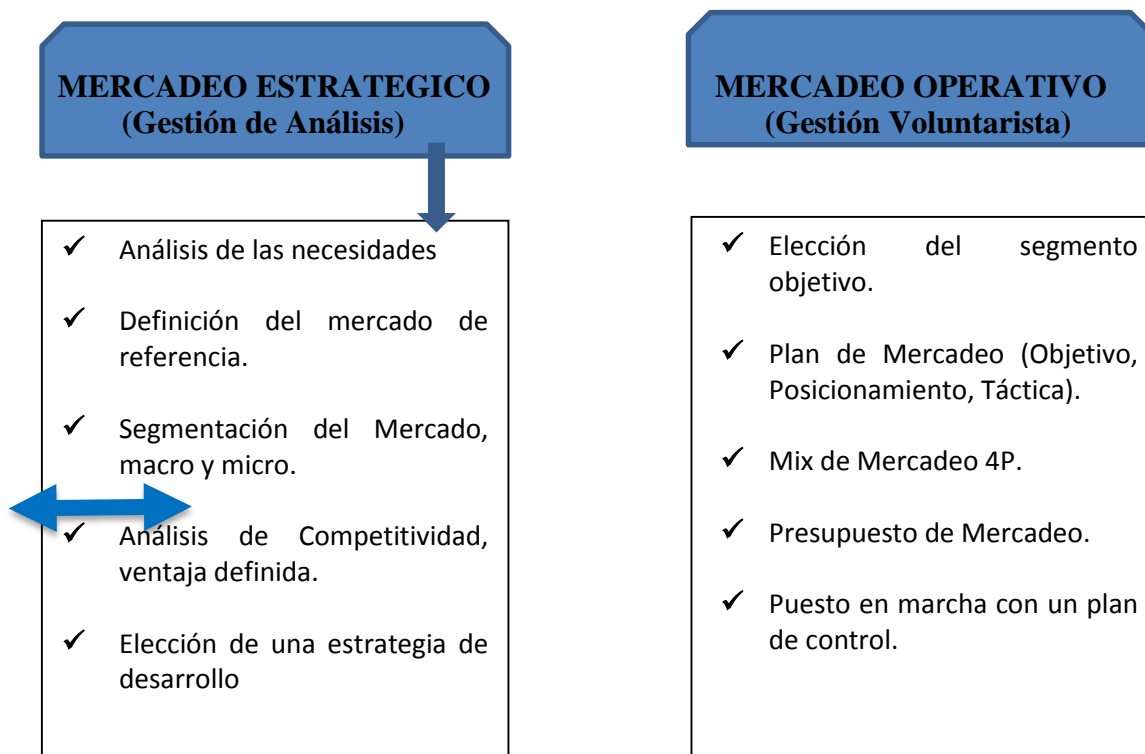 MERCADEO ESTRATEGICO
(Gestión de Análisis)
✓ Análisis de las necesidades
✓ Definición del mercado de
referencia.
✓ Segmentación del Mercado,
macro y micro.
✓ Análisis de Competitividad,
ventaja definida.
✓ Elección de una estrategia de
desarrollo
MERCADEO OPERATIVO
(Gestión Voluntarista)
✓ Elección del segmento
objetivo.
✓ Plan de Mercadeo (Objetivo,
Posicionamiento, Táctica).
✓ Mix de Mercadeo 4P.
✓ Presupuesto de Mercadeo.
✓ Puesto en marcha con un plan
de control.